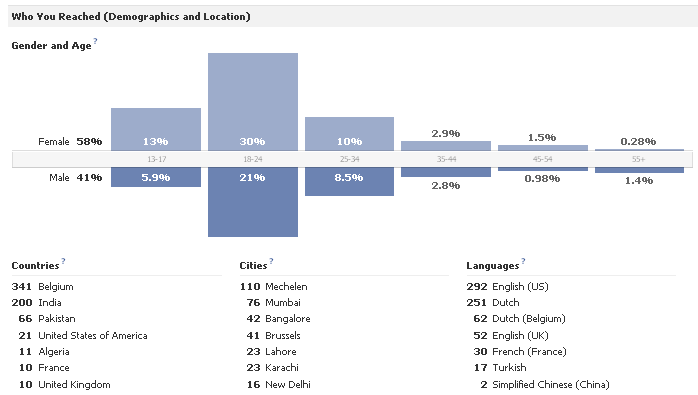 Who You Reached (Demographics and Location)
Gender and Age ?
Female 58% 13% 30% 10% 2.9% 1.5% 0.28%
13-17 18-24 25-34 35-44 45-54 55+
Male 41% 5.9% 21% 8.5% 2.8% 0.98% 1.4%
Countries ?
341 Belgium
200 India
66 Pakistan
21 United States of America
11 Algeria
10 France
10 United Kingdom
Cities ?
110 Mechelen
76 Mumbai
42 Bangalore
41 Brussels
23 Lahore
23 Karachi
16 New Delhi
Languages ?
292 English (US)
251 Dutch
62 Dutch (Belgium)
52 English (UK)
30 French (France)
17 Turkish
2 Simplified Chinese (China)